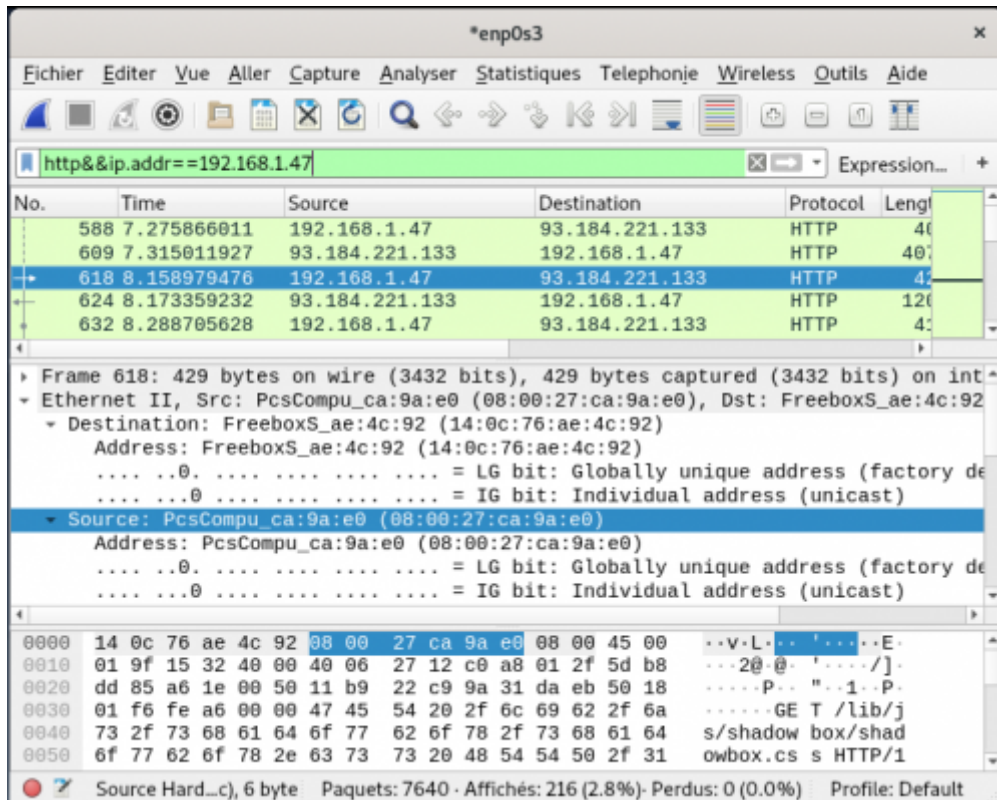 *enp0s3 ×
Fichier Editer Vue Aller Capture Analyser Statistiques Telephonie Wireless Outils Aide
http&&ip.addr==192.168.1.47 Expression… +
No. Time Source Destination Protocol Lengt
588 7.275866011 192.168.1.47 93.184.221.133 HTTP 40
609 7.315011927 93.184.221.133 192.168.1.47 HTTP 407
618 8.158979476 192.168.1.47 93.184.221.133 HTTP 42
624 8.173359232 93.184.221.133 192.168.1.47 HTTP 120
632 8.288705628 192.168.1.47 93.184.221.133 HTTP 41
Frame 618: 429 bytes on wire (3432 bits), 429 bytes captured (3432 bits) on int
Ethernet II, Src: PcsCompu_ca:9a:e0 (08:00:27:ca:9a:e0), Dst: FreeboxS_ae:4c:92
Destination: FreeboxS_ae:4c:92 (14:0c:76:ae:4c:92)
Address: FreeboxS_ae:4c:92 (14:0c:76:ae:4c:92)
.... ..0. .... .... .... .... = LG bit: Globally unique address (factory de
.... ...0 .... .... .... .... = IG bit: Individual address (unicast)
Source: PcsCompu_ca:9a:e0 (08:00:27:ca:9a:e0)
Address: PcsCompu_ca:9a:e0 (08:00:27:ca:9a:e0)
.... ..0. .... .... .... .... = LG bit: Globally unique address (factory de
.... ...0 .... .... .... .... = IG bit: Individual address (unicast)
0000 14 0c 76 ae 4c 92 08 00 27 ca 9a e0 08 00 45 00 ··v·L··· '·····E·
0010 01 9f 15 32 40 00 40 06 27 12 c0 a8 01 2f 5d b8 ···2@·@· '····/]·
0020 dd 85 a6 1e 00 50 11 b9 22 c9 9a 31 da eb 50 18 ·····P·· "··1··P·
0030 01 f6 fe a6 00 00 47 45 54 20 2f 6c 69 62 2f 6a ······GE T /lib/j
0040 73 2f 73 68 61 64 6f 77 62 6f 78 2f 73 68 61 64 s/shadow box/shad
0050 6f 77 62 6f 78 2e 63 73 73 20 48 54 54 50 2f 31 owbox.cs s HTTP/1
Source Hard…c), 6 byte Paquets: 7640 · Affichés: 216 (2.8%)· Perdus: 0 (0.0%) Profile: Default